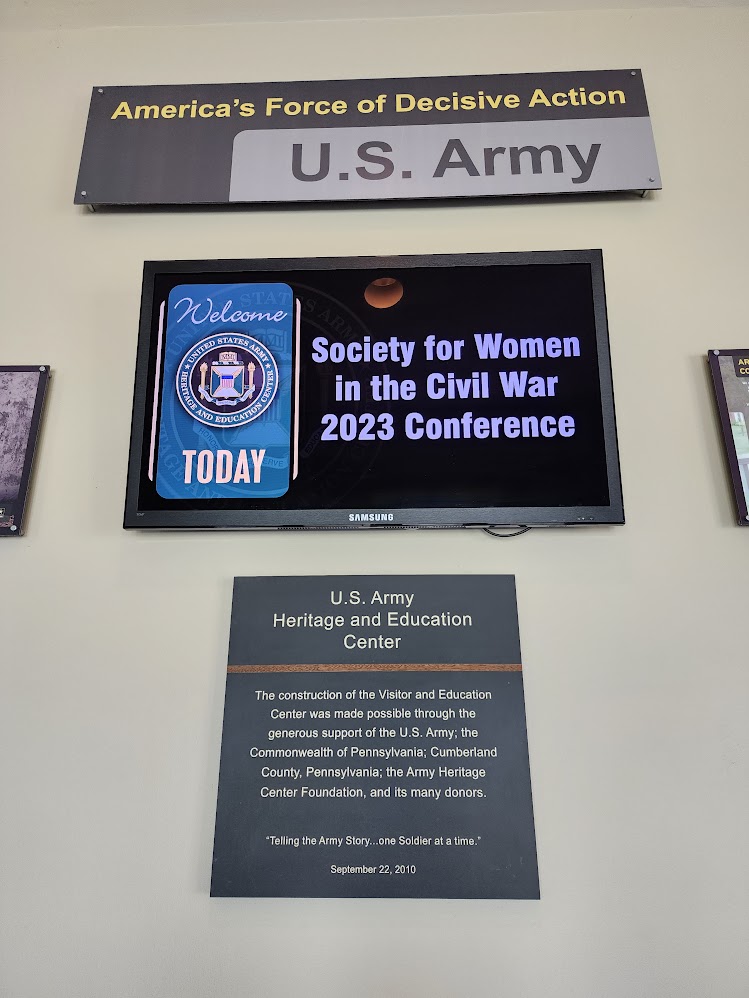 America's Force of Decisive Action
U.S. Army
Welcome
UNITED STATES ARMY
HERITAGE AND EDUCATION CENTER
TODAY
Society for Women
in the Civil War
2023 Conference
SAMSUNG
U.S. Army
Heritage and Education
Center
The construction of the Visitor and Education
Center was made possible through the
generous support of the U.S. Army; the
Commonwealth of Pennsylvania; Cumberland
County, Pennsylvania; the Army Heritage
Center Foundation, and its many donors.
“Telling the Army Story...one Soldier at a time.”
September 22, 2010